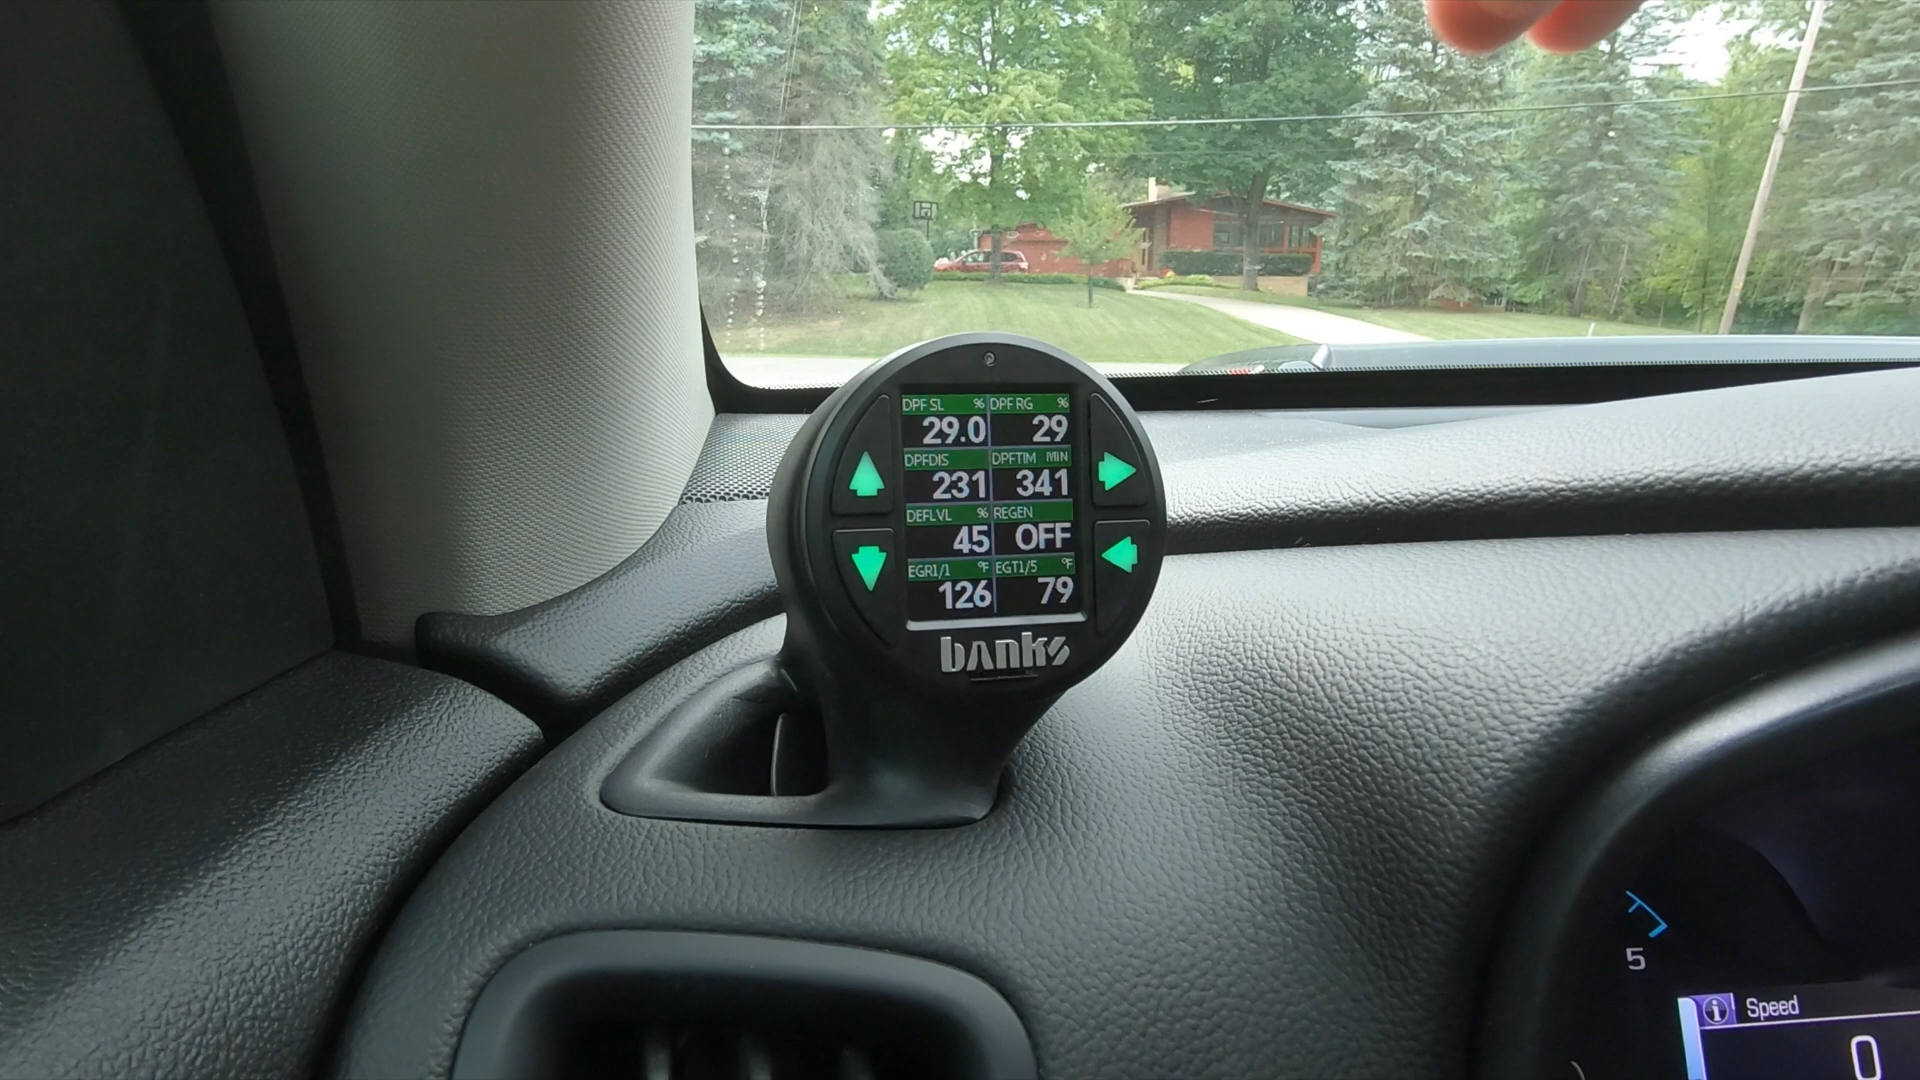 DPF SL % DPF RG %
29.0 29
DPFDIS DPFTIM MIN
231 341
DEFLVL % REGEN
45 OFF
EGR1/1 °F EGT1/5 °F
126 79
banks
5
i Speed
0